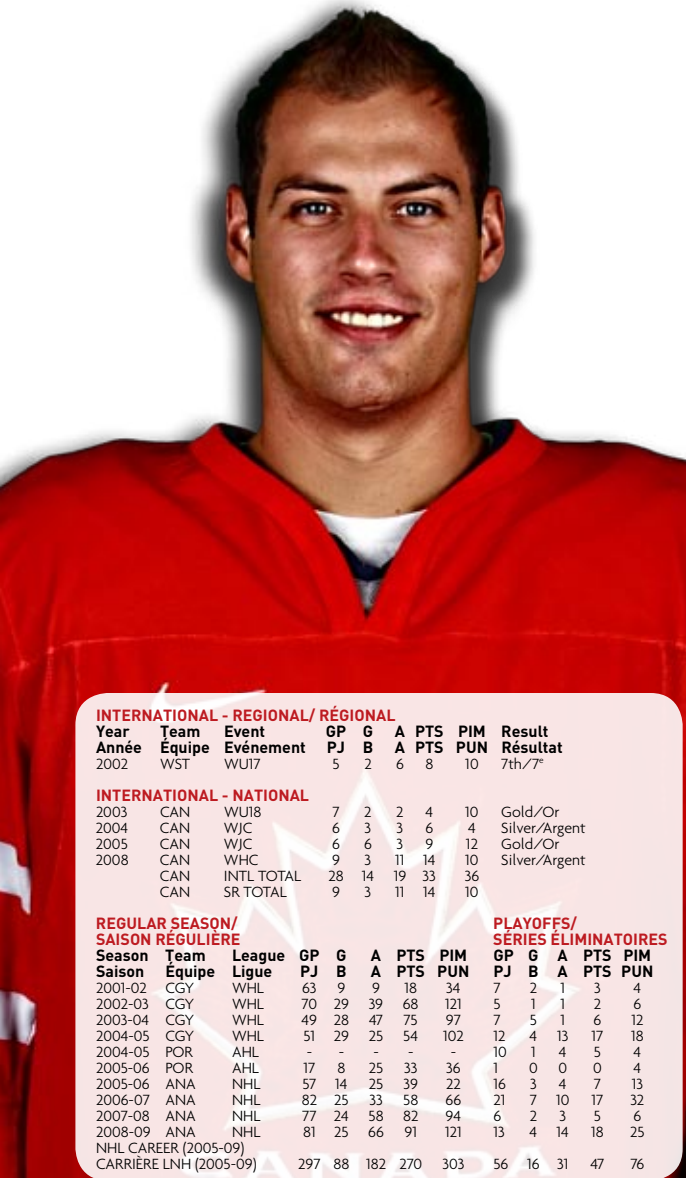 INTERNATIONAL - REGIONAL/ RÉGIONAL
Year Team Event GP G A PTS PIM Result
Année Équipe Evénement PJ B A PTS PUN Résultat
2002 WST WU17 5 2 6 8 10 7th/7e
INTERNATIONAL - NATIONAL
2003 CAN WU18 7 2 2 4 10 Gold/Or
2004 CAN WJC 6 3 3 6 4 Silver/Argent
2005 CAN WJC 6 6 3 9 12 Gold/Or
2008 CAN WHC 9 3 11 14 10 Silver/Argent
CAN INTL TOTAL 28 14 19 33 36
CAN SR TOTAL 9 3 11 14 10
REGULAR SEASON/ PLAYOFFS/
SAISON RÉGULIÈRE SÉRIES ÉLIMINATOIRES
Season Team League GP G A PTS PIM GP G A PTS PIM
Saison Équipe Ligue PJ B A PTS PUN PJ B A PTS PUN
2001-02 CGY WHL 63 9 9 18 34 7 2 1 3 4
2002-03 CGY WHL 70 29 39 68 121 5 1 1 2 6
2003-04 CGY WHL 49 28 47 75 97 7 5 1 6 12
2004-05 CGY WHL 51 29 25 54 102 12 4 13 17 18
2004-05 POR AHL - - - - - 10 1 4 5 4
2005-06 POR AHL 17 8 25 33 36 1 0 0 0 4
2005-06 ANA NHL 57 14 25 39 22 16 3 4 7 13
2006-07 ANA NHL 82 25 33 58 66 21 7 10 17 32
2007-08 ANA NHL 77 24 58 82 94 6 2 3 5 6
2008-09 ANA NHL 81 25 66 91 121 13 4 14 18 25
NHL CAREER (2005-09)
CARRIÈRE LNH (2005-09) 297 88 182 270 303 56 16 31 47 76
CANADA